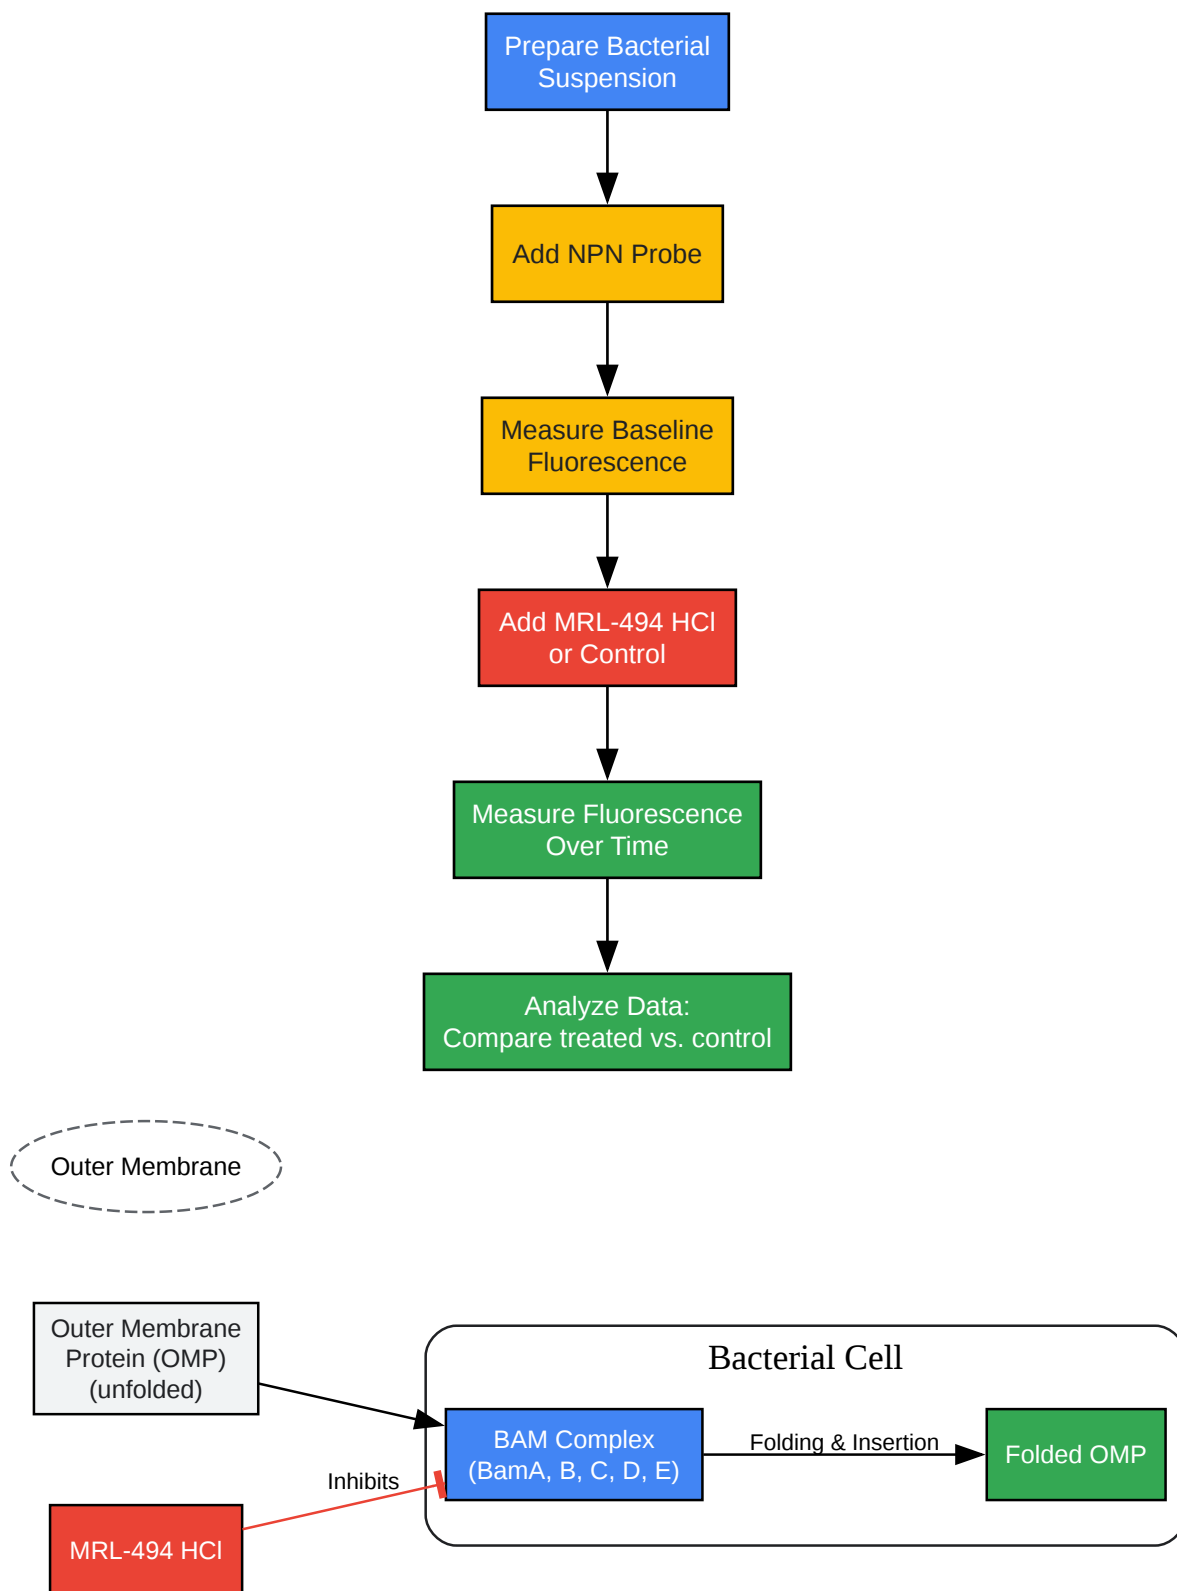 Prepare Bacterial
Suspension
Add NPN Probe
Measure Baseline
Fluorescence
Add MRL-494 HCl
or Control
Measure Fluorescence
Over Time
Analyze Data:
Compare treated vs. control
Outer Membrane
Outer Membrane
Protein (OMP)
(unfolded)
Bacterial Cell
BAM Complex
(BamA, B, C, D, E)
Folding & Insertion
Folded OMP
Inhibits
MRL-494 HCl